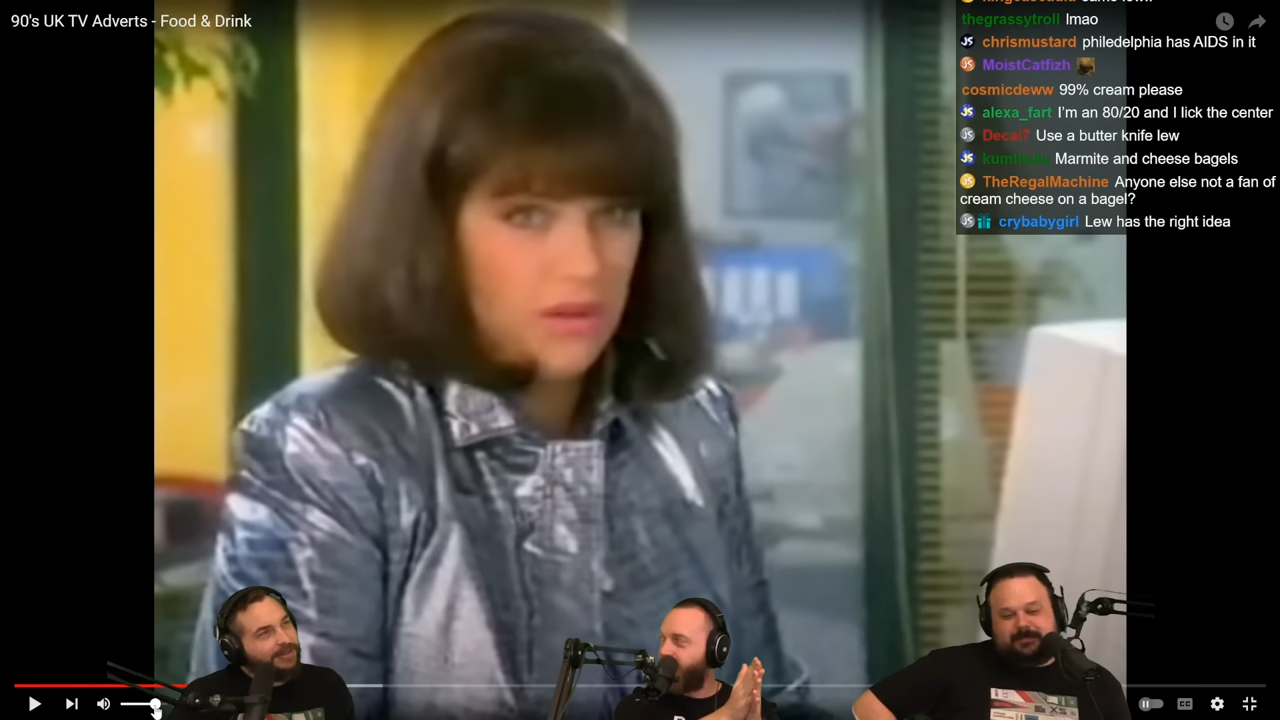 90's UK TV Adverts - Food & Drink
thegrassytroll lmao
chrismustard philedelphia has AIDS in it
MoistCatfizh
cosmicdeww 99% cream please
alexa_fart I'm an 80/20 and I lick the center
Decal7 Use a butter knife lew
Marmite and cheese bagels
TheRegalMachine Anyone else not a fan of
cream cheese on a bagel?
crybabygirl Lew has the right idea